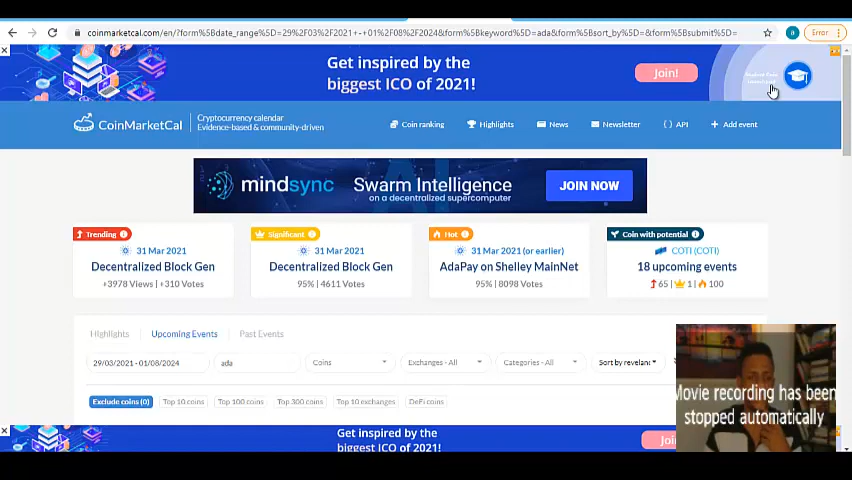 coinmarketcal.com/en/?form%5Bdate_range%5D=29%2F03%2F2021+-+01%2F08%2F2024&form%5Bkeyword%5D=ada&form%5Bsort_by%5D=&form%5Bsubmit%5D=
a
Error
Get inspired by the
biggest ICO of 2021!
Join!
CoinMarketCal
Cryptocurrency calendar
Evidence-based & community-driven
Coin ranking
Highlights
News
Newsletter
API
Add event
mindsync
Swarm Intelligence
on a decentralized supercomputer
JOIN NOW
Trending
31 Mar 2021
Decentralized Block Gen
+3978 Views | +310 Votes
Significant
31 Mar 2021
Decentralized Block Gen
95% | 4611 Votes
Hot
31 Mar 2021 (or earlier)
AdaPay on Shelley MainNet
95% | 8098 Votes
Coin with potential
COTI (COTI)
18 upcoming events
65 | 1 | 100
Highlights
Upcoming Events
Past Events
29/03/2021 - 01/08/2024
ada
Coins
Exchanges - All
Categories - All
Sort by revelanc
Exclude coins (0)
Top 10 coins
Top 100 coins
Top 300 coins
Top 10 exchanges
DeFi coins
Movie recording has been
stopped automatically
Get inspired by the
biggest ICO of 2021!
Joi